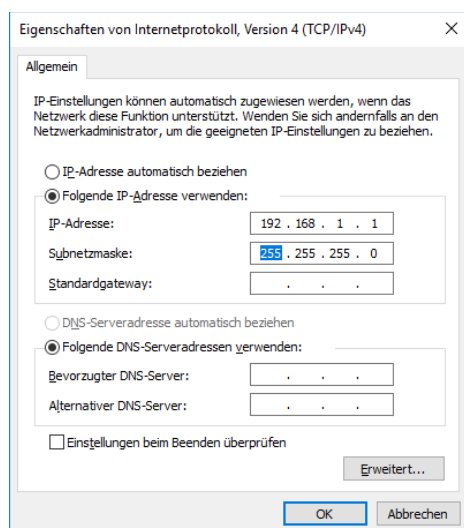 Eigenschaften von Internetprotokoll, Version 4 (TCP/IPv4)
Allgemein
IP-Einstellungen können automatisch zugewiesen werden, wenn das
Netzwerk diese Funktion unterstützt. Wenden Sie sich andernfalls an den
Netzwerkadministrator, um die geeigneten IP-Einstellungen zu beziehen.
IP-Adresse automatisch beziehen
Folgende IP-Adresse verwenden:
IP-Adresse: 192 . 168 . 1 . 1
Subnetzmaske: 255 . 255 . 255 . 0
Standardgateway: . . .
DNS-Serveradresse automatisch beziehen
Folgende DNS-Serveradressen verwenden:
Bevorzugter DNS-Server: . . .
Alternativer DNS-Server: . . .
Einstellungen beim Beenden überprüfen
Erweitert...
OK Abbrechen